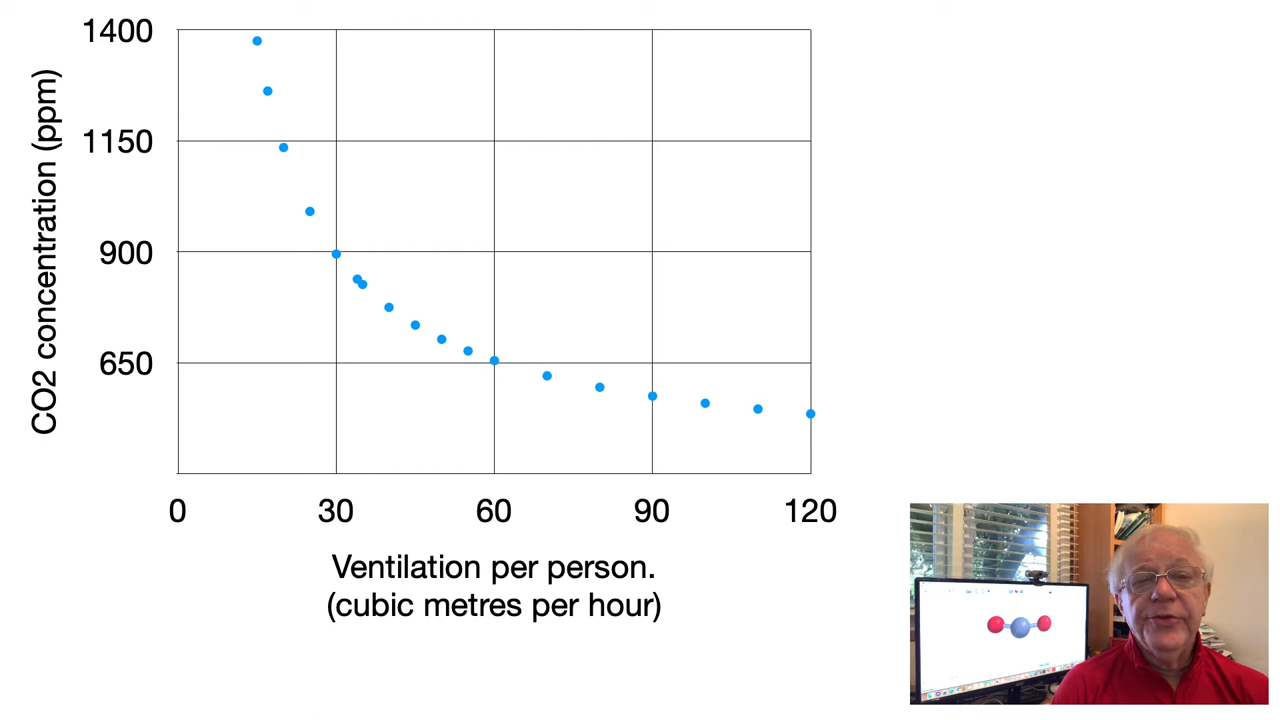 1400
1150
900
650
CO2 concentration (ppm)
0 30 60 90 120
Ventilation per person.
(cubic metres per hour)